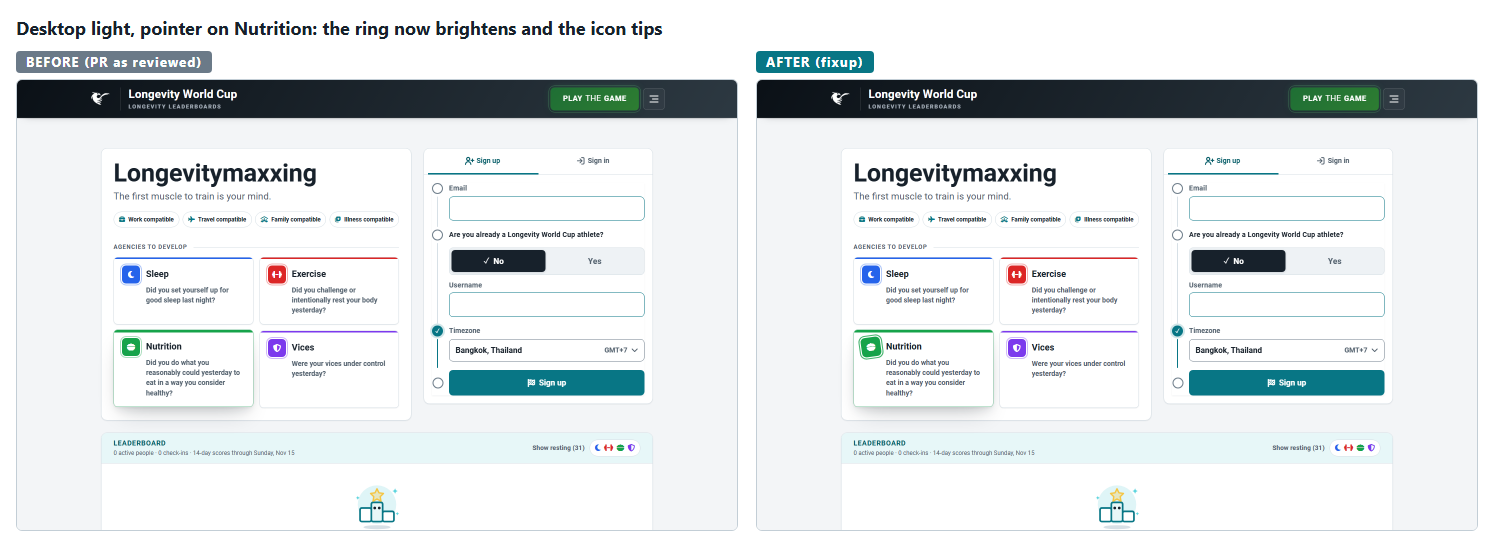 Desktop light, pointer on Nutrition: the ring now brightens and the icon tips
BEFORE (PR as reviewed)
Longevity World Cup
LONGEVITY LEADERBOARDS
PLAY THE GAME
Longevitymaxxing
The first muscle to train is your mind.
Work compatible
Travel compatible
Family compatible
Illness compatible
AGENCIES TO DEVELOP
Sleep
Did you set yourself up for
good sleep last night?
Exercise
Did you challenge or
intentionally rest your body
yesterday?
Nutrition
Did you do what you
reasonably could yesterday to
eat in a way you consider
healthy?
Vices
Were your vices under control
yesterday?
Sign up
Sign in
Email
Are you already a Longevity World Cup athlete?
✓ No
Yes
Username
Timezone
Bangkok, Thailand
GMT+7
Sign up
LEADERBOARD
0 active people · 0 check-ins · 14-day scores through Sunday, Nov 15
Show resting (31)
AFTER (fixup)
Longevity World Cup
LONGEVITY LEADERBOARDS
PLAY THE GAME
Longevitymaxxing
The first muscle to train is your mind.
Work compatible
Travel compatible
Family compatible
Illness compatible
AGENCIES TO DEVELOP
Sleep
Did you set yourself up for
good sleep last night?
Exercise
Did you challenge or
intentionally rest your body
yesterday?
Nutrition
Did you do what you
reasonably could yesterday to
eat in a way you consider
healthy?
Vices
Were your vices under control
yesterday?
Sign up
Sign in
Email
Are you already a Longevity World Cup athlete?
✓ No
Yes
Username
Timezone
Bangkok, Thailand
GMT+7
Sign up
LEADERBOARD
0 active people · 0 check-ins · 14-day scores through Sunday, Nov 15
Show resting (31)